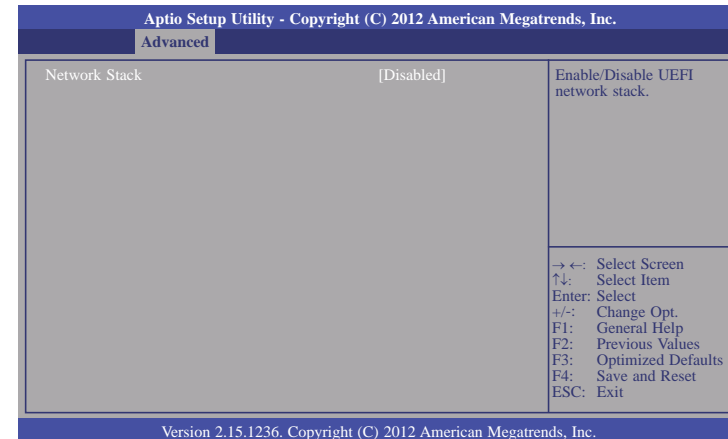 Aptio Setup Utility - Copyright (C) 2012 American Megatrends, Inc.
Advanced
Network Stack [Disabled]
Enable/Disable UEFI
network stack.
→ ←: Select Screen
↑↓: Select Item
Enter: Select
+/-: Change Opt.
F1: General Help
F2: Previous Values
F3: Optimized Defaults
F4: Save and Reset
ESC: Exit
Version 2.15.1236. Copyright (C) 2012 American Megatrends, Inc.